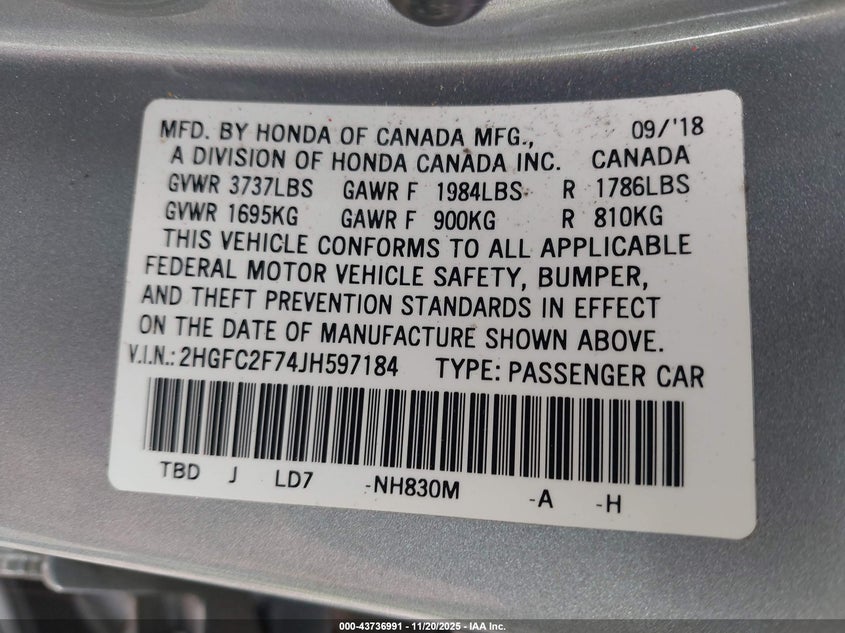 MFD. BY HONDA OF CANADA MFG., 09/'18
A DIVISION OF HONDA CANADA INC. CANADA
GVWR 3737LBS GAWR F 1984LBS R 1786LBS
GVWR 1695KG GAWR F 900KG R 810KG
THIS VEHICLE CONFORMS TO ALL APPLICABLE
FEDERAL MOTOR VEHICLE SAFETY, BUMPER,
AND THEFT PREVENTION STANDARDS IN EFFECT
ON THE DATE OF MANUFACTURE SHOWN ABOVE.
V.I.N.: 2HGFC2F74JH597184 TYPE: PASSENGER CAR
TBD J LD7 -NH830M -A -H
000-43736991 — 11/20/2025 — IAA Inc.